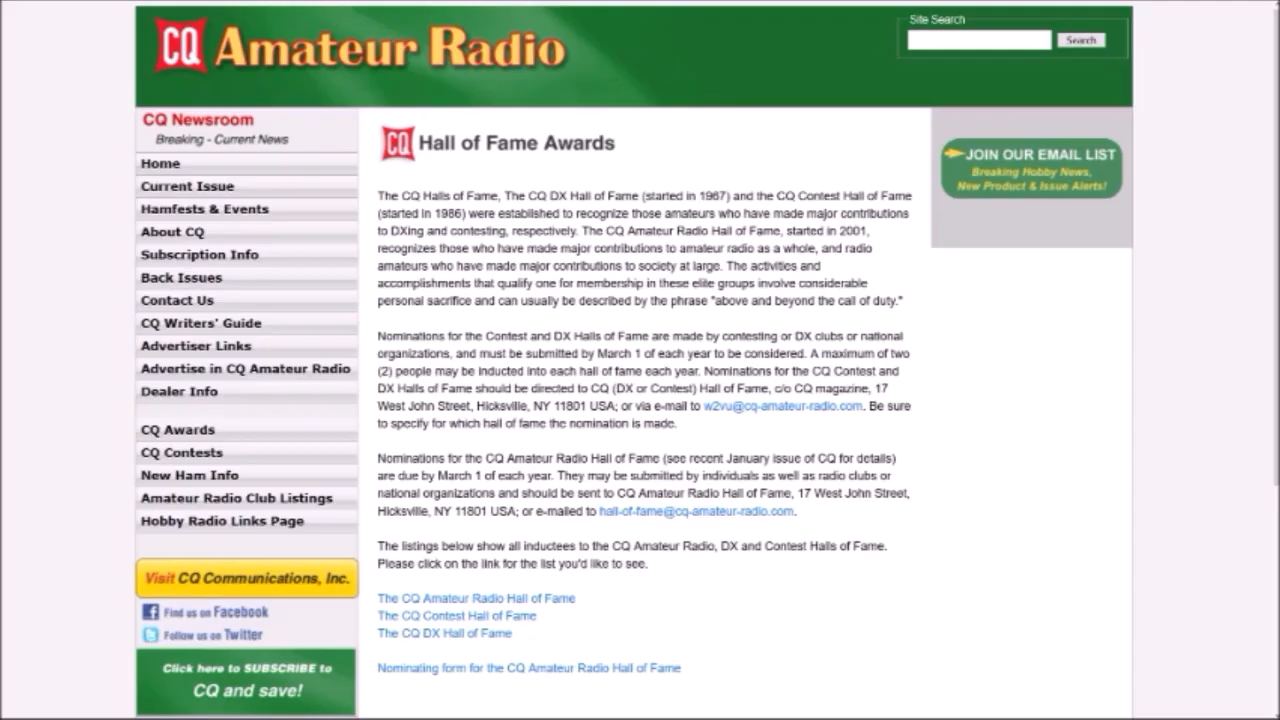 CQ Amateur Radio
Site Search
Search
CQ Newsroom
Breaking - Current News
Home
Current Issue
Hamfests & Events
About CQ
Subscription Info
Back Issues
Contact Us
CQ Writers' Guide
Advertiser Links
Advertise in CQ Amateur Radio
Dealer Info
CQ Awards
CQ Contests
New Ham Info
Amateur Radio Club Listings
Hobby Radio Links Page
Visit CQ Communications, Inc.
Find us on Facebook
Follow us on Twitter
Click here to SUBSCRIBE to
CQ and save!
CQ Hall of Fame Awards
The CQ Halls of Fame, The CQ DX Hall of Fame (started in 1967) and the CQ Contest Hall of Fame
(started in 1986) were established to recognize those amateurs who have made major contributions
to DXing and contesting, respectively. The CQ Amateur Radio Hall of Fame, started in 2001,
recognizes those who have made major contributions to amateur radio as a whole, and radio
amateurs who have made major contributions to society at large. The activities and
accomplishments that qualify one for membership in these elite groups involve considerable
personal sacrifice and can usually be described by the phrase "above and beyond the call of duty."
Nominations for the Contest and DX Halls of Fame are made by contesting or DX clubs or national
organizations, and must be submitted by March 1 of each year to be considered. A maximum of two
(2) people may be inducted into each hall of fame each year. Nominations for the CQ Contest and
DX Halls of Fame should be directed to CQ (DX or Contest) Hall of Fame, c/o CQ magazine, 17
West John Street, Hicksville, NY 11801 USA; or via e-mail to w2vu@cq-amateur-radio.com. Be sure
to specify for which hall of fame the nomination is made.
Nominations for the CQ Amateur Radio Hall of Fame (see recent January issue of CQ for details)
are due by March 1 of each year. They may be submitted by individuals as well as radio clubs or
national organizations and should be sent to CQ Amateur Radio Hall of Fame, 17 West John Street,
Hicksville, NY 11801 USA; or e-mailed to hall-of-fame@cq-amateur-radio.com.
The listings below show all inductees to the CQ Amateur Radio, DX and Contest Halls of Fame.
Please click on the link for the list you'd like to see.
The CQ Amateur Radio Hall of Fame
The CQ Contest Hall of Fame
The CQ DX Hall of Fame
Nominating form for the CQ Amateur Radio Hall of Fame
JOIN OUR EMAIL LIST
Breaking Hobby News,
New Product & Issue Alerts!